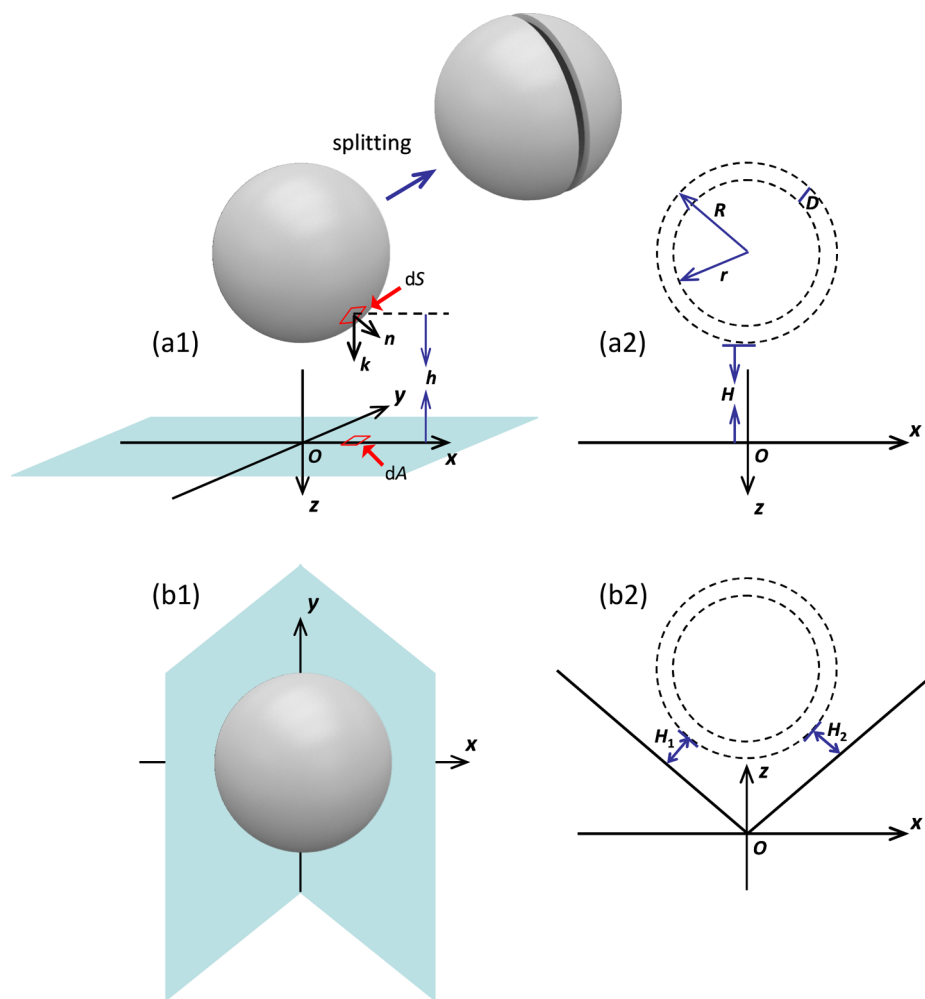 splitting
dS
(a1)
n
k
h
y
O
x
dA
z
R
D
r
(a2)
H
x
O
z
(b1)
y
x
(b2)
H1
H2
z
x
O